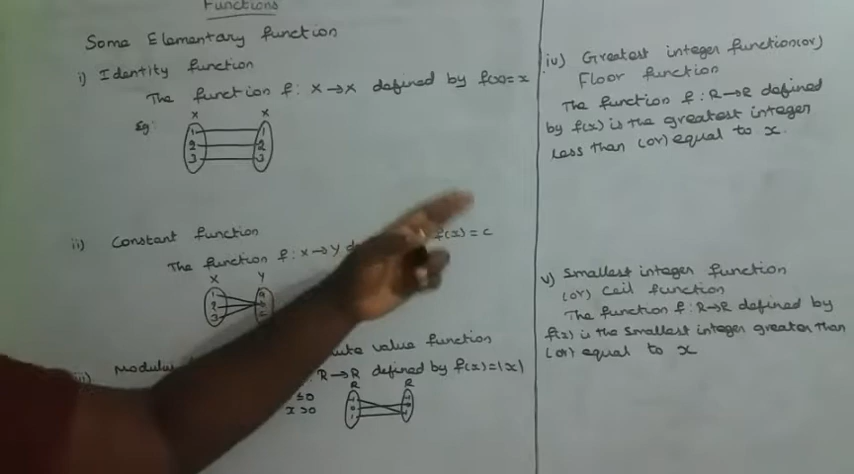 Functions
Some Elementary function
i) Identity function
The function f: X→X defined by f(x)=x
Eg:
X X
1 1
2 2
3 3
ii) Constant function
The function f: X→Y f(x)=c
X Y
1
2
3 c
Modulus value function
R→R defined by f(x)=|x|
R R
≤0
x>0
iv) Greatest integer function(or)
Floor function
The function f: R→R defined
by f(x) is the greatest integer
less than (or) equal to x.
v) Smallest integer function
(or) ceil function
The function f: R→R defined by
f(x) is the smallest integer greater than
(or) equal to x